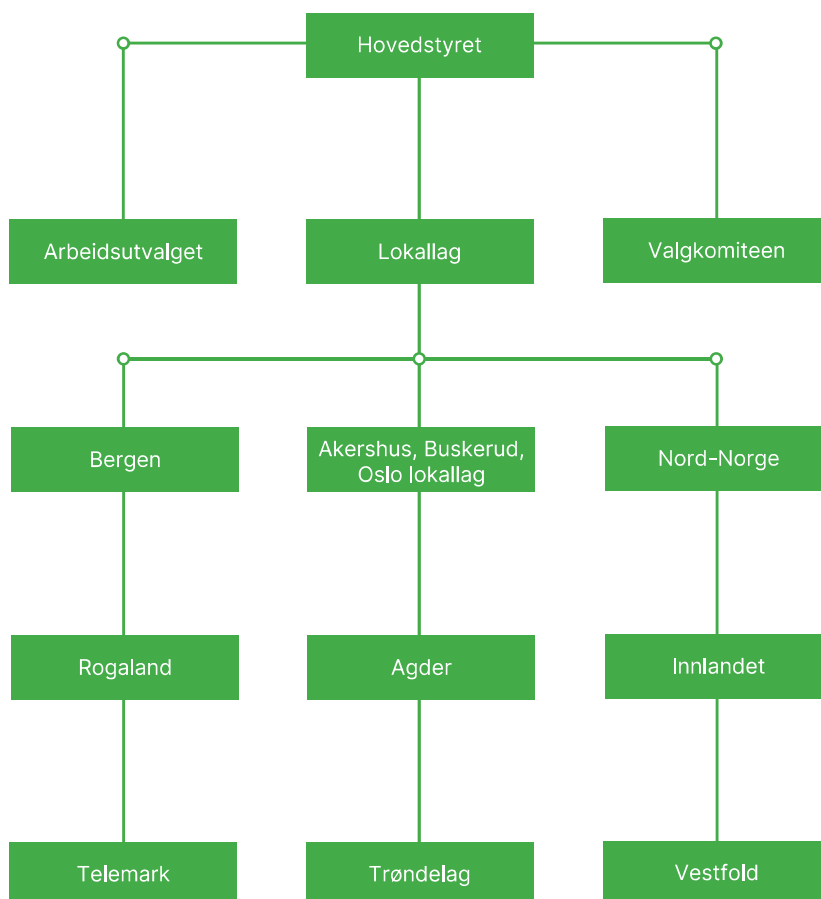 Hovedstyret
Arbeidsutvalget
Lokallag
Valgkomiteen
Bergen
Akershus, Buskerud,
Oslo lokallag
Nord-Norge
Rogaland
Agder
Innlandet
Telemark
Trøndelag
Vestfold